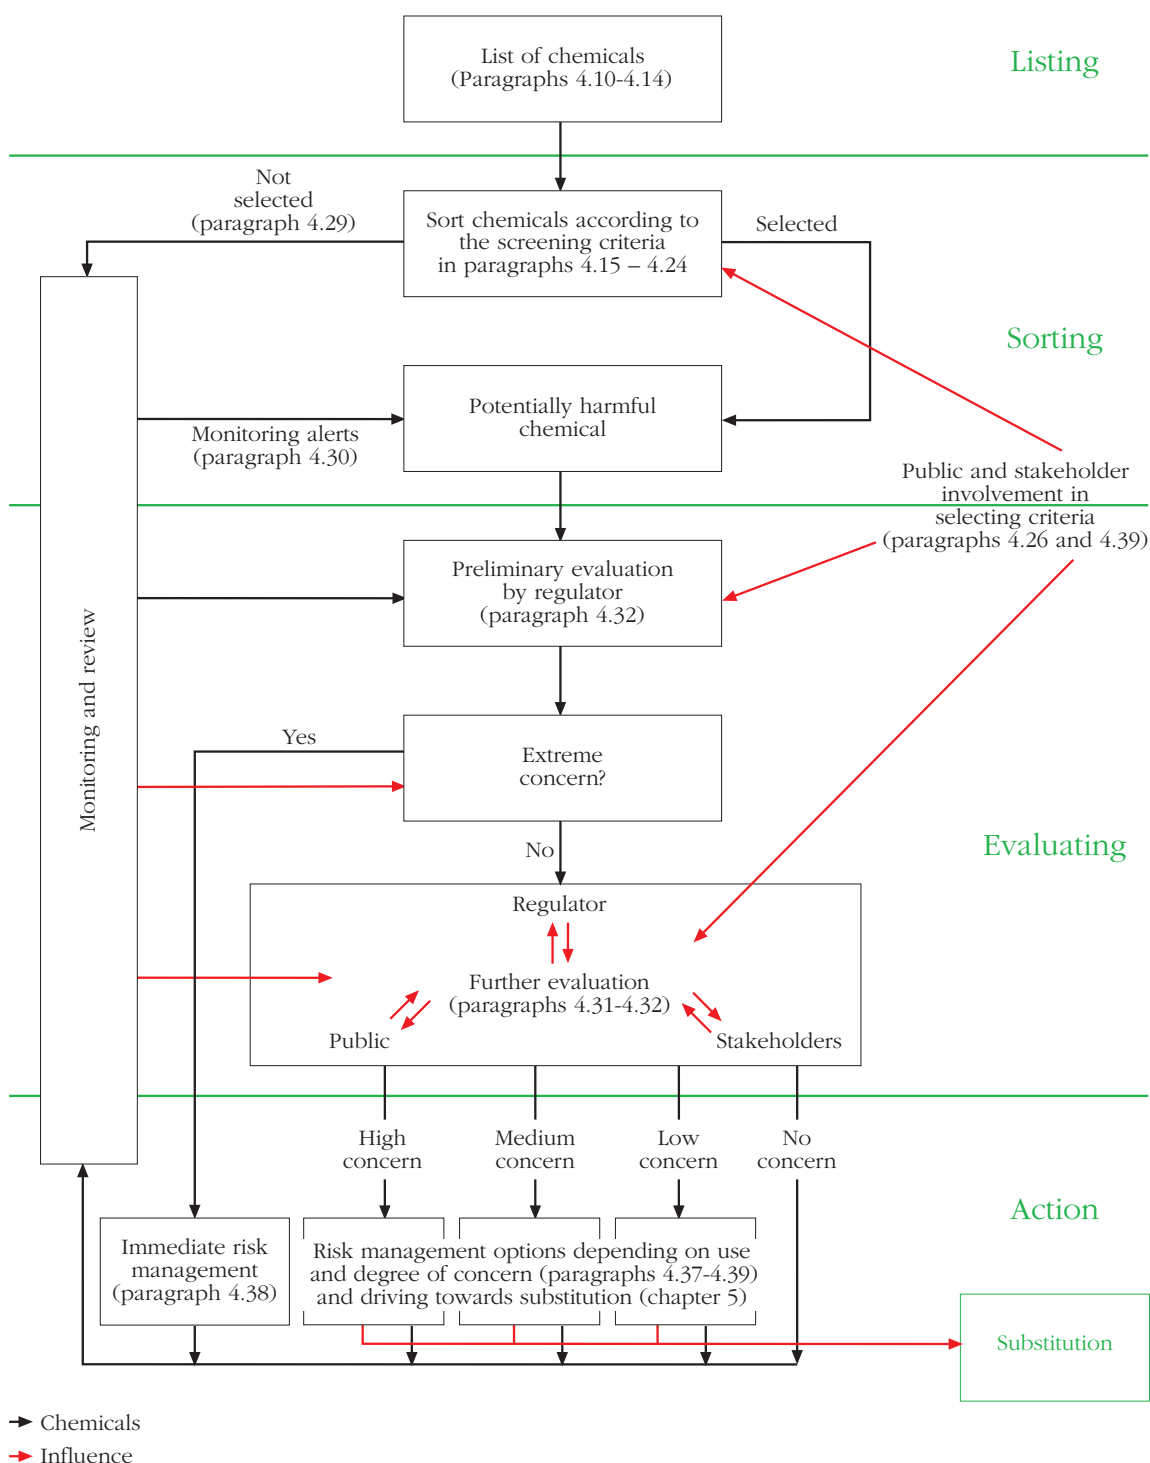 List of chemicals
(Paragraphs 4.10-4.14)
Listing
Not
selected
(paragraph 4.29)
Sort chemicals according to
the screening criteria
in paragraphs 4.15 – 4.24
Selected
Sorting
Potentially harmful
chemical
Monitoring alerts
(paragraph 4.30)
Public and stakeholder
involvement in
selecting criteria
(paragraphs 4.26 and 4.39)
Preliminary evaluation
by regulator
(paragraph 4.32)
Monitoring and review
Yes
Extreme
concern?
No
Evaluating
Regulator
Further evaluation
(paragraphs 4.31-4.32)
Public
Stakeholders
High
concern
Medium
concern
Low
concern
No
concern
Action
Immediate risk
management
(paragraph 4.38)
Risk management options depending on use
and degree of concern (paragraphs 4.37-4.39)
and driving towards substitution (chapter 5)
Substitution
Chemicals
Influence